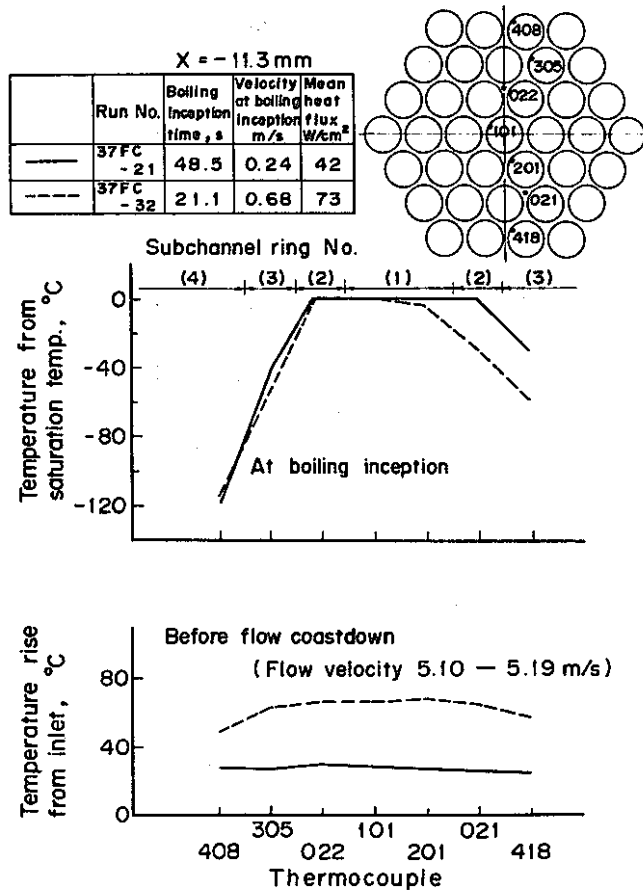 X = -11.3 mm
Run No. Boiling Inception time, s Velocity at boiling inception m/s Mean heat flux W/cm²
37FC -21 48.5 0.24 42
37FC -32 21.1 0.68 73
408
305
022
101
201
021
418
Subchannel ring No.
(4) (3) (2) (1) (2) (3)
Temperature from saturation temp., °C
0
-40
-80
-120
At boiling inception
Temperature rise from inlet, °C
Before flow coastdown
(Flow velocity 5.10 — 5.19 m/s)
80
40
0
305 101 021
408 022 201 418
Thermocouple